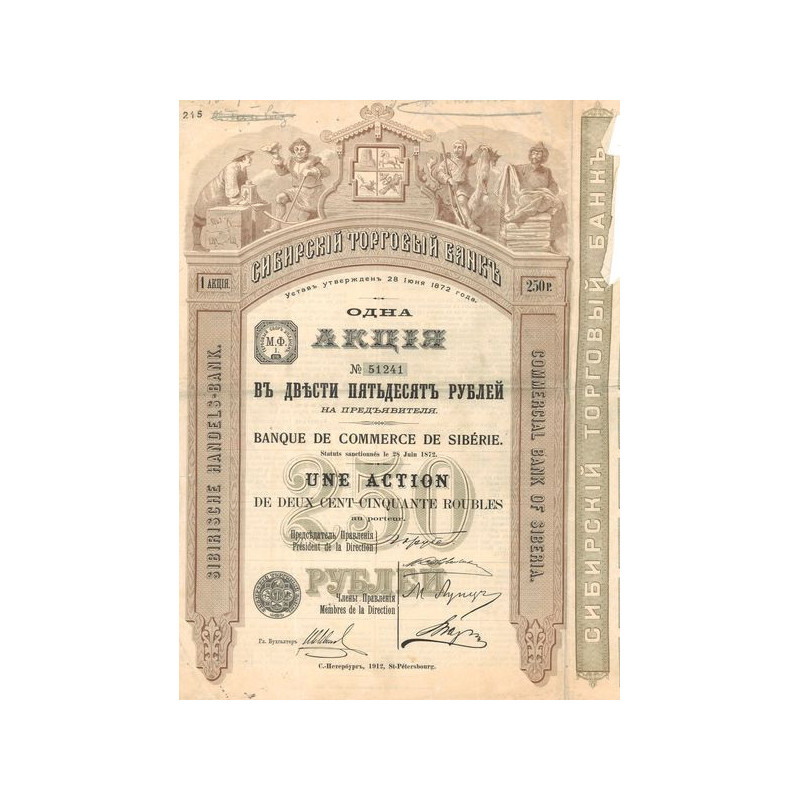 215
СИБИРСКІЙ ТОРГОВЫЙ БАНКЪ
Уставъ утвержденъ 28 Іюня 1872 года.
1 АКЦІЯ.
250 Р.
ОДНА
АКЦІЯ
М.Ф.
1.
№ 51241
ВЪ ДВѢСТИ ПЯТЬДЕСЯТЪ РУБЛЕЙ
НА ПРЕДЪЯВИТЕЛЯ.
BANQUE DE COMMERCE DE SIBÉRIE.
Statuts sanctionnés le 28 Juin 1872.
250
UNE ACTION
DE DEUX CENT-CINQUANTE ROUBLES
au porteur.
Предсѣдатель Правленія
Président de la Direction
РУБЛЕЙ
Члены Правленія
Membres de la Direction
Гл. Бухгалтеръ
С.-Петербургъ, 1912, St-Pétersbourg.
SIBIRISCHE HANDELS-BANK.
COMMERCIAL BANK OF SIBERIA.
СИБИРСКІЙ ТОРГОВЫЙ БАНКЪ